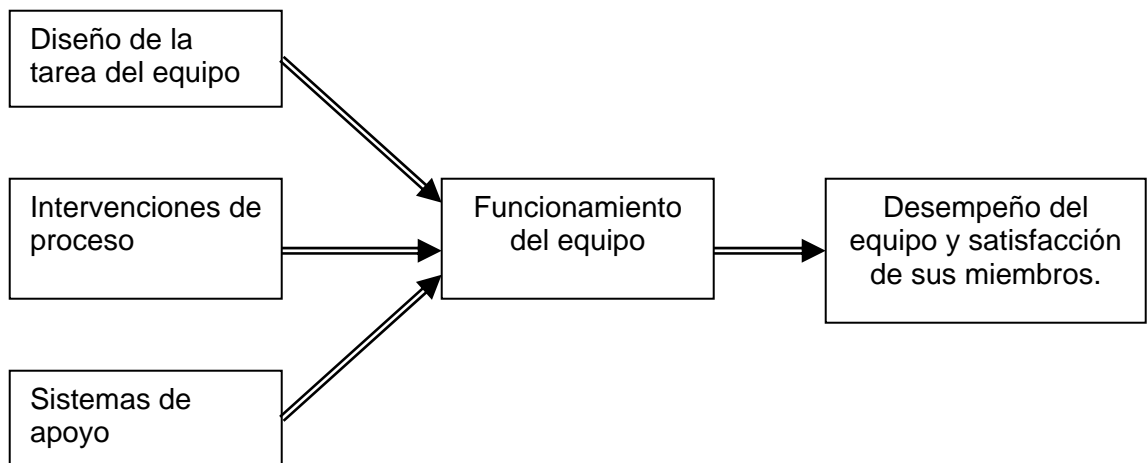 Diseño de la
tarea del equipo
Intervenciones de
proceso
Sistemas de
apoyo
Funcionamiento
del equipo
Desempeño del
equipo y satisfacción
de sus miembros.